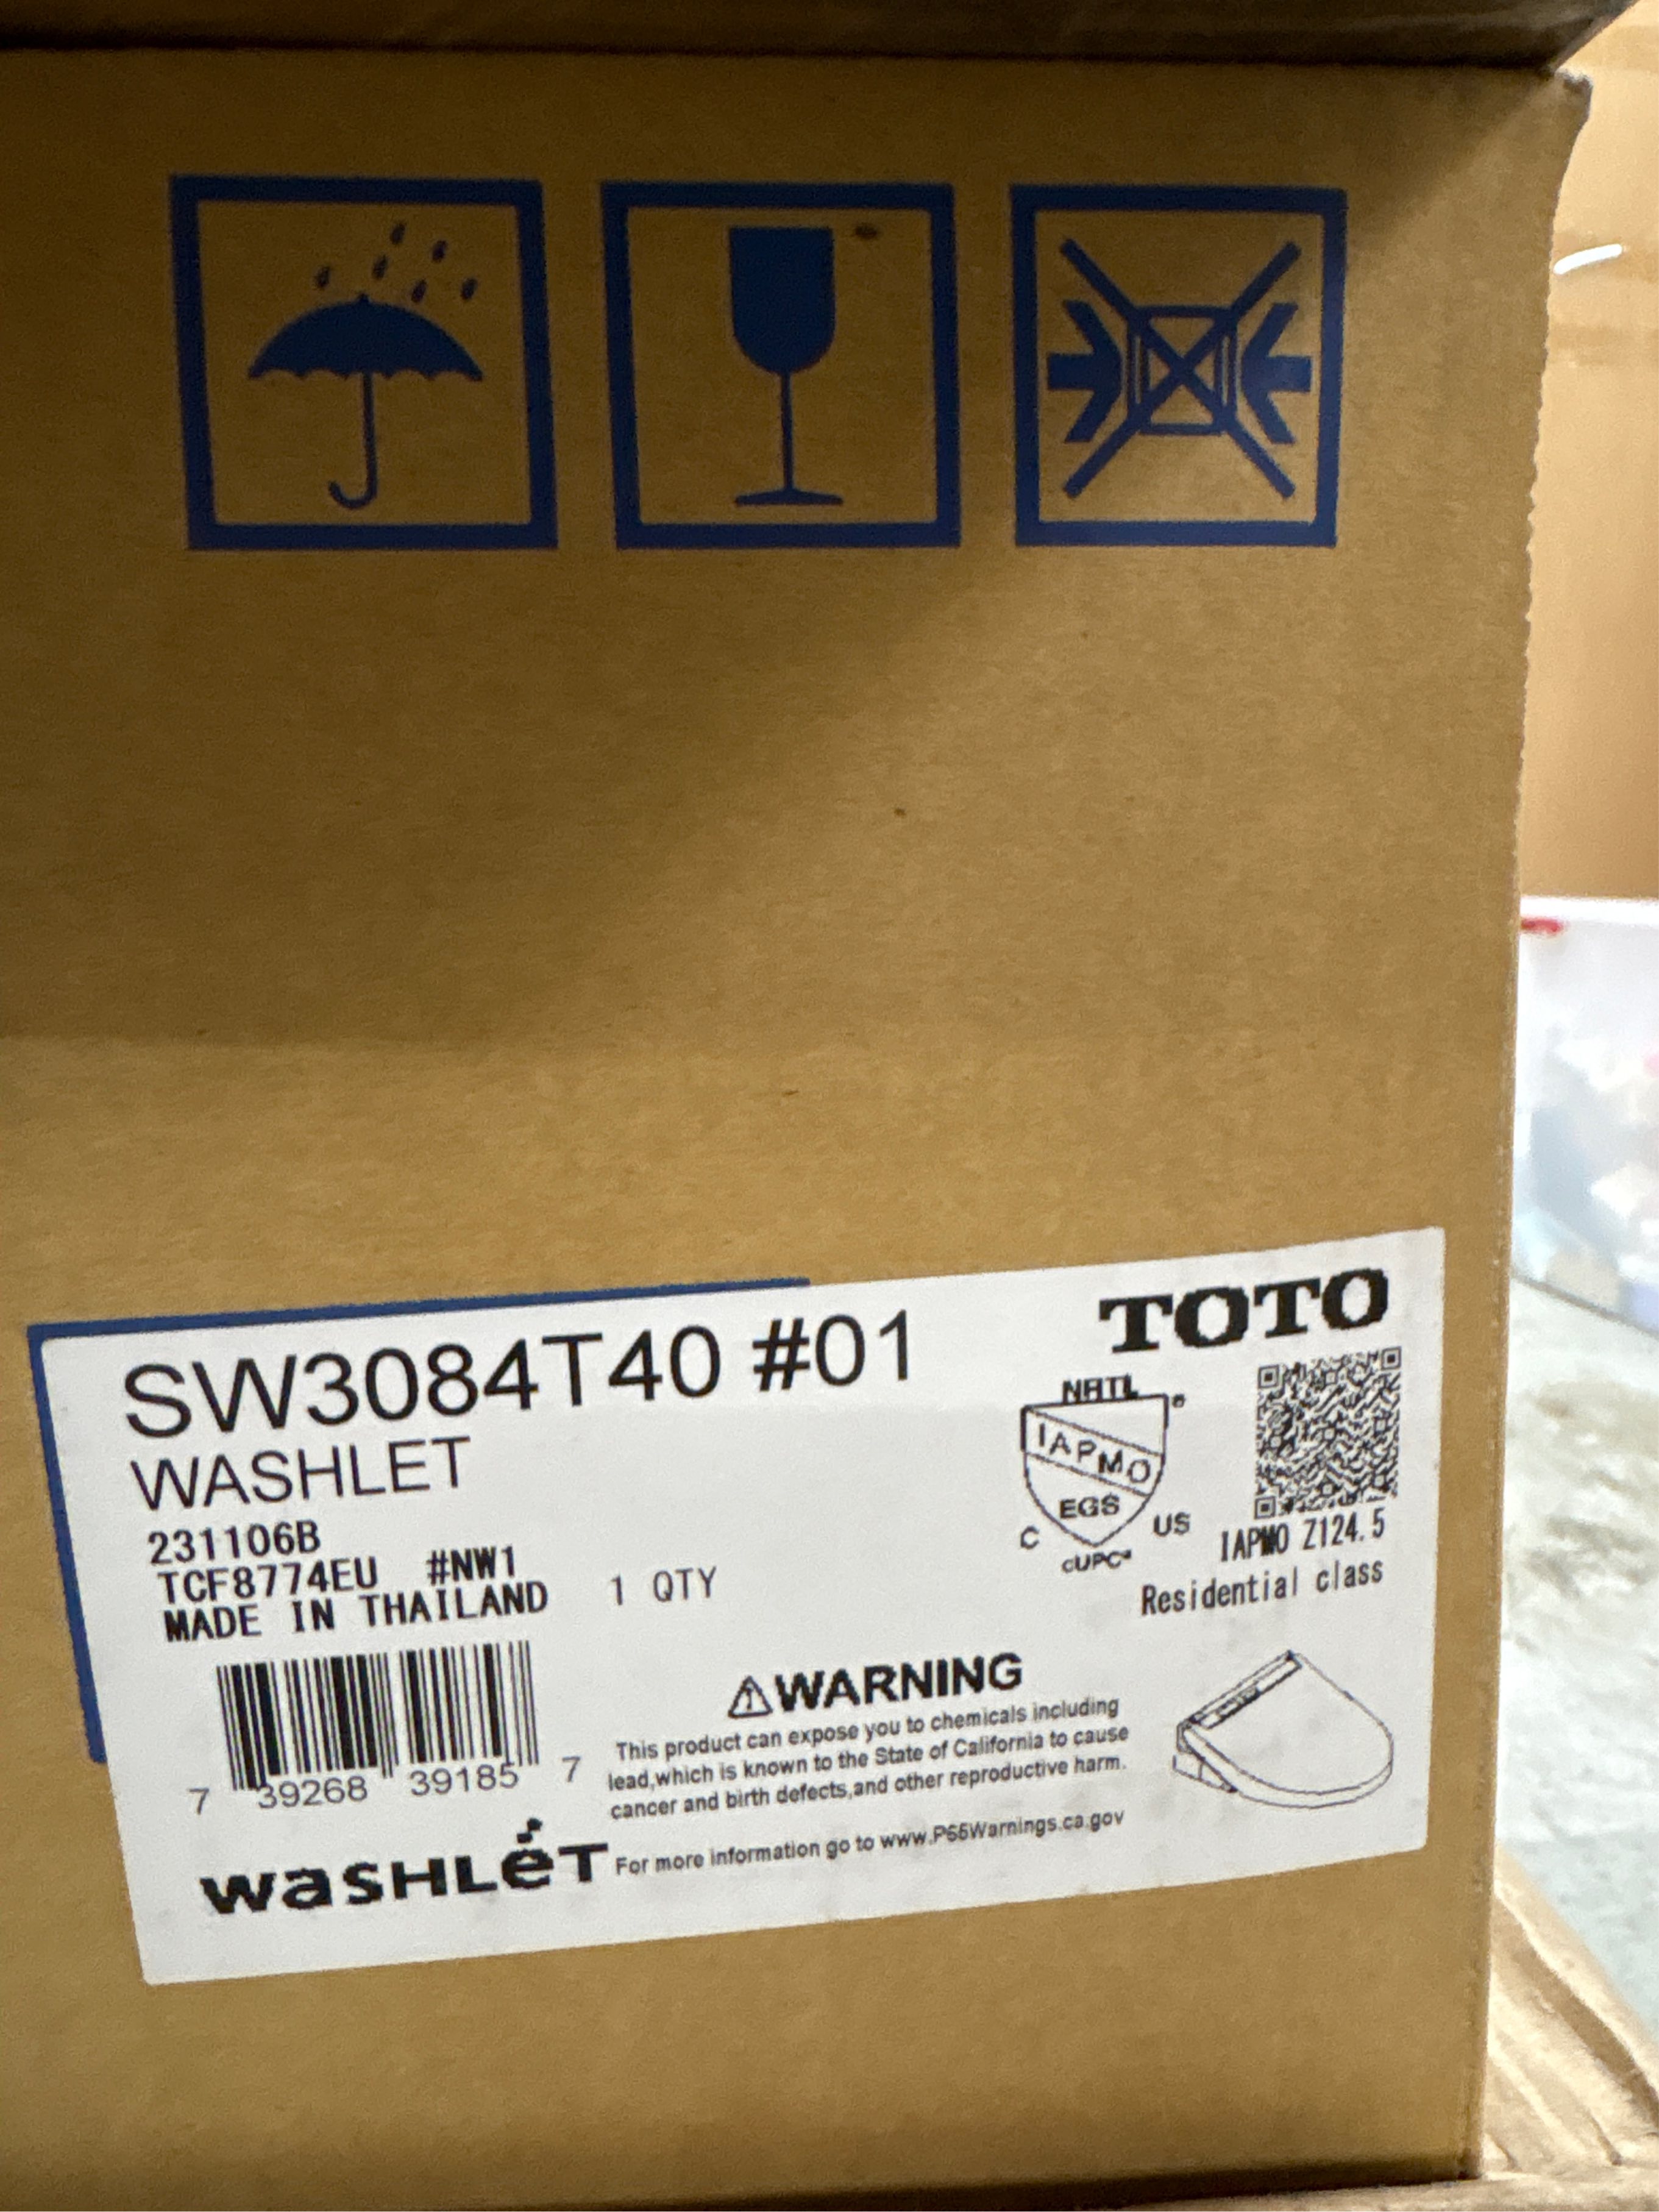 SW3084T40 #01
TOTO
WASHLET
NRTL
IAPMO
EGS
C US
cUPC
IAPMO Z124.5
Residential class
231106B
TCF8774EU #NW1
MADE IN THAILAND 1 QTY
7 39268 39185 7
WARNING
This product can expose you to chemicals including
lead,which is known to the State of California to cause
cancer and birth defects,and other reproductive harm.
For more information go to www.P65Warnings.ca.gov
WASHLET